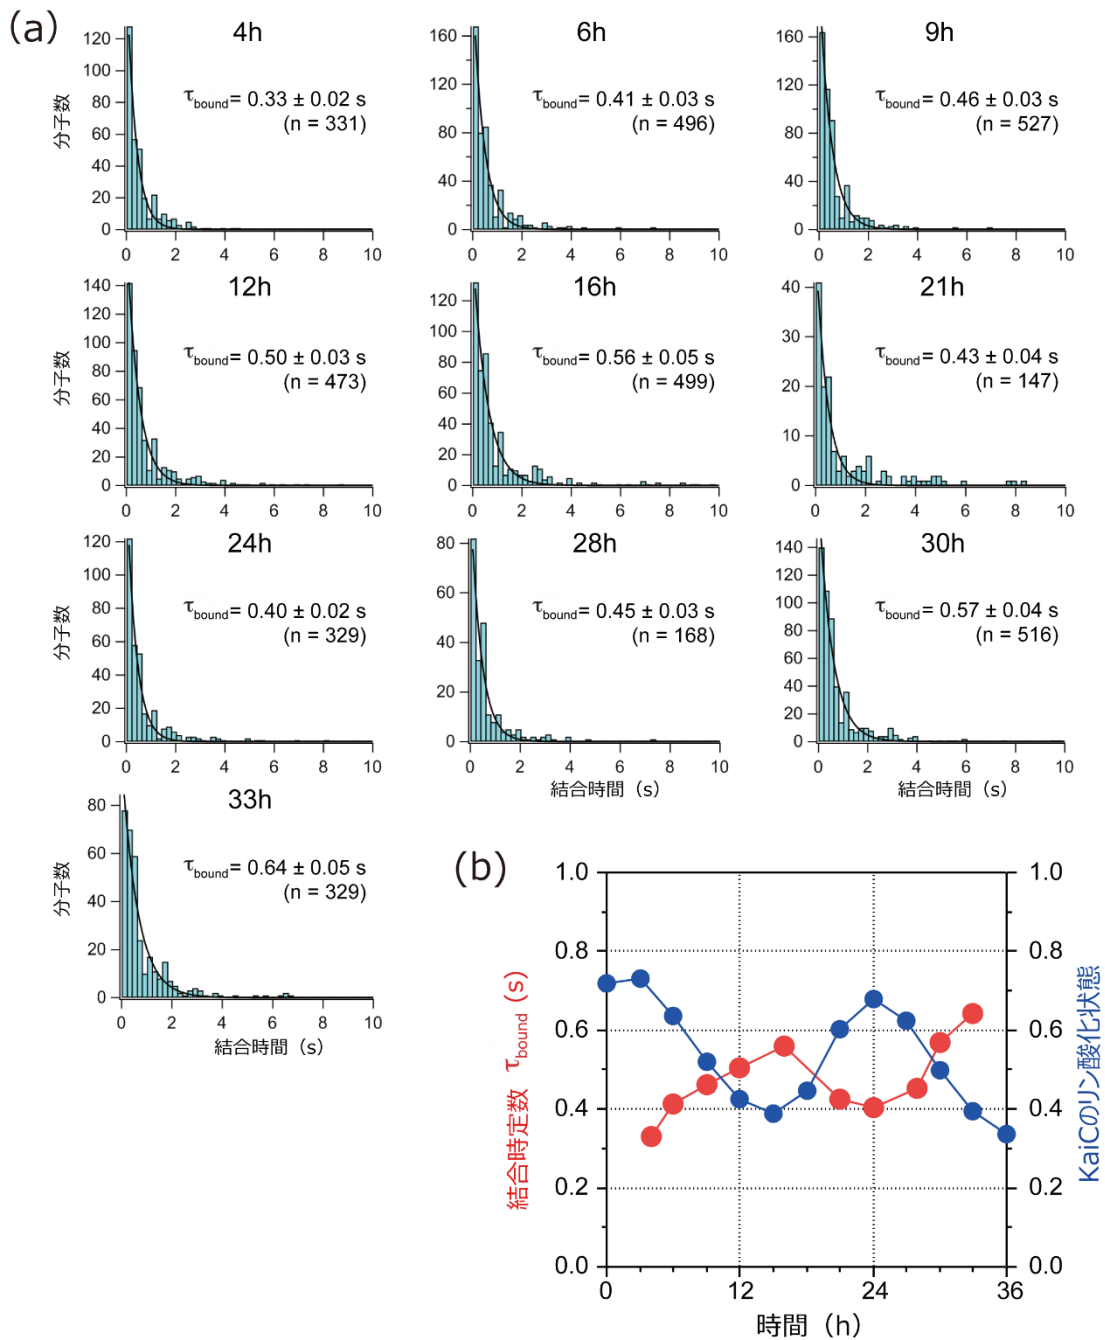 (a)
4h
6h
9h
分子数
120
100
80
60
40
20
0
τbound= 0.33 ± 0.02 s
(n = 331)
0 2 4 6 8 10
160
120
80
40
0
τbound= 0.41 ± 0.03 s
(n = 496)
0 2 4 6 8 10
160
120
80
40
0
τbound= 0.46 ± 0.03 s
(n = 527)
0 2 4 6 8 10
12h
16h
21h
分子数
140
120
100
80
60
40
20
0
τbound= 0.50 ± 0.03 s
(n = 473)
0 2 4 6 8 10
120
100
80
60
40
20
0
τbound= 0.56 ± 0.05 s
(n = 499)
0 2 4 6 8 10
40
30
20
10
0
τbound= 0.43 ± 0.04 s
(n = 147)
0 2 4 6 8 10
24h
28h
30h
分子数
120
100
80
60
40
20
0
τbound= 0.40 ± 0.02 s
(n = 329)
0 2 4 6 8 10
80
60
40
20
0
τbound= 0.45 ± 0.03 s
(n = 168)
0 2 4 6 8 10
結合時間（s）
140
120
100
80
60
40
20
0
τbound= 0.57 ± 0.04 s
(n = 516)
0 2 4 6 8 10
結合時間（s）
33h
分子数
80
60
40
20
0
τbound= 0.64 ± 0.05 s
(n = 329)
0 2 4 6 8 10
結合時間（s）
(b)
結合時定数 τbound（s）
1.0
0.8
0.6
0.4
0.2
0.0
1.0
0.8
0.6
0.4
0.2
0.0
KaiCのリン酸化状態
0 12 24 36
時間（h）